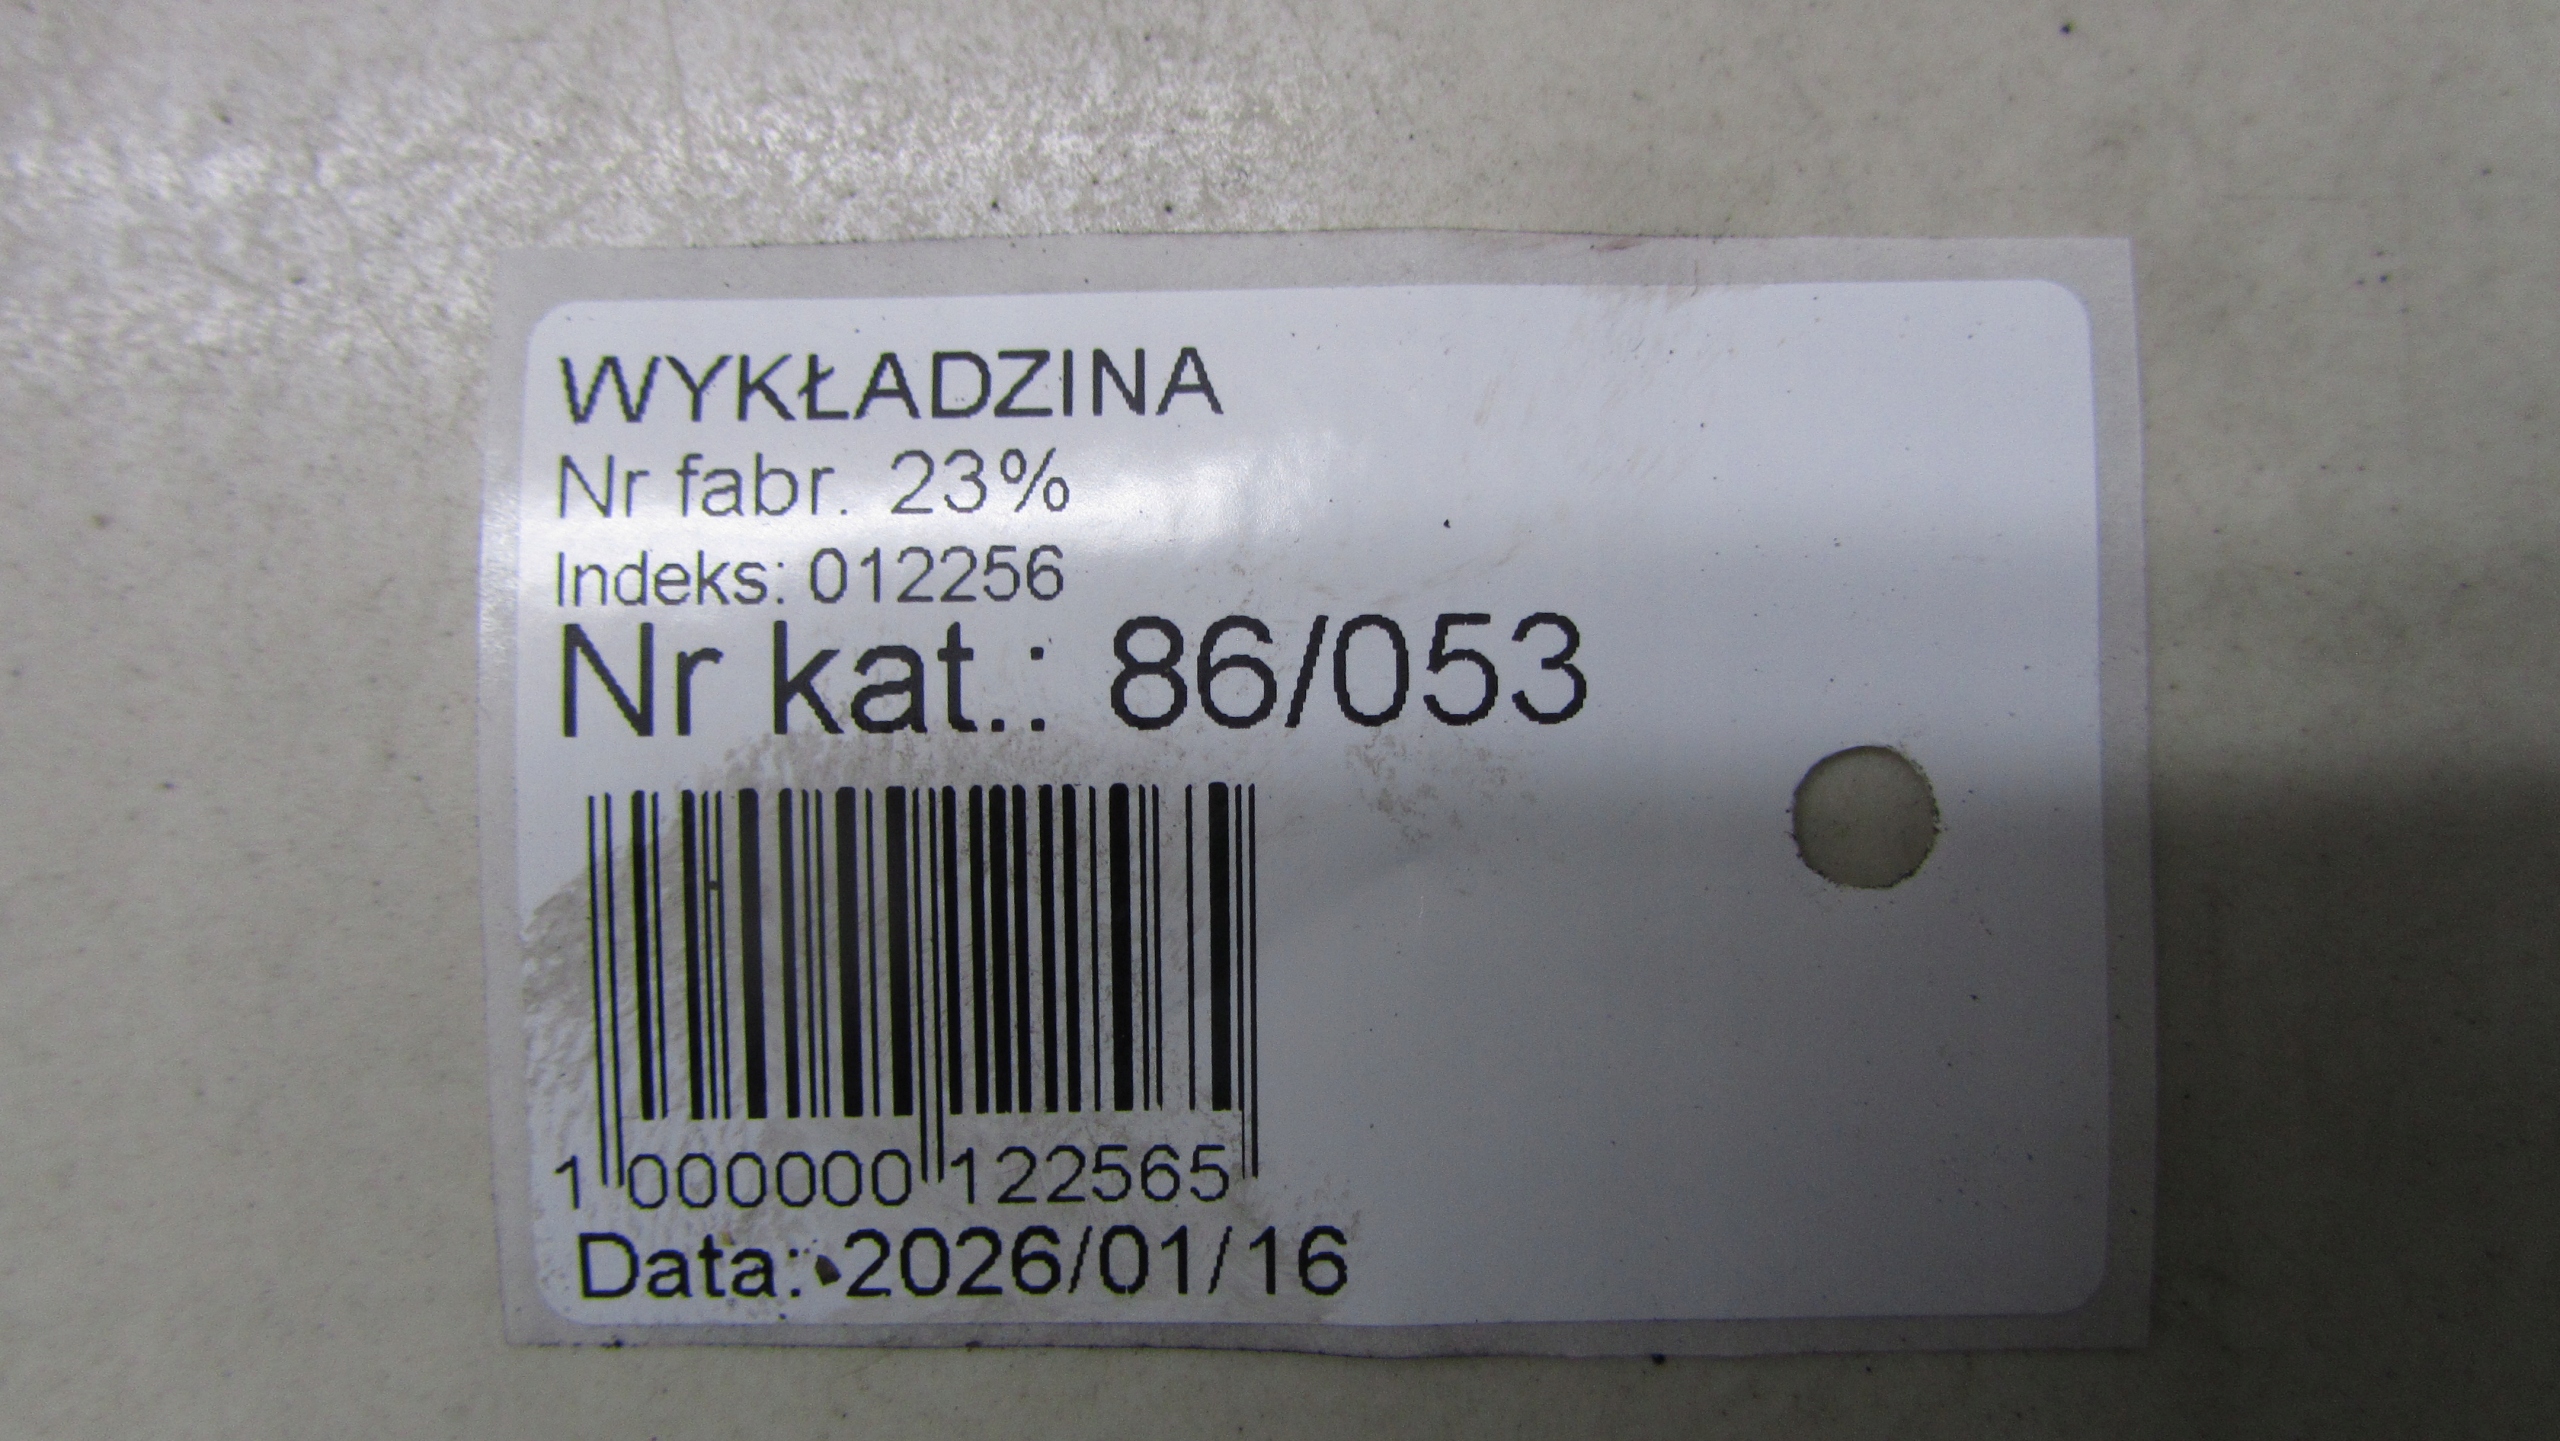 WYKŁADZINA
Nr fabr. 23%
Indeks: 012256
Nr kat.: 86/053
1 000000 122565
Data: 2026/01/16